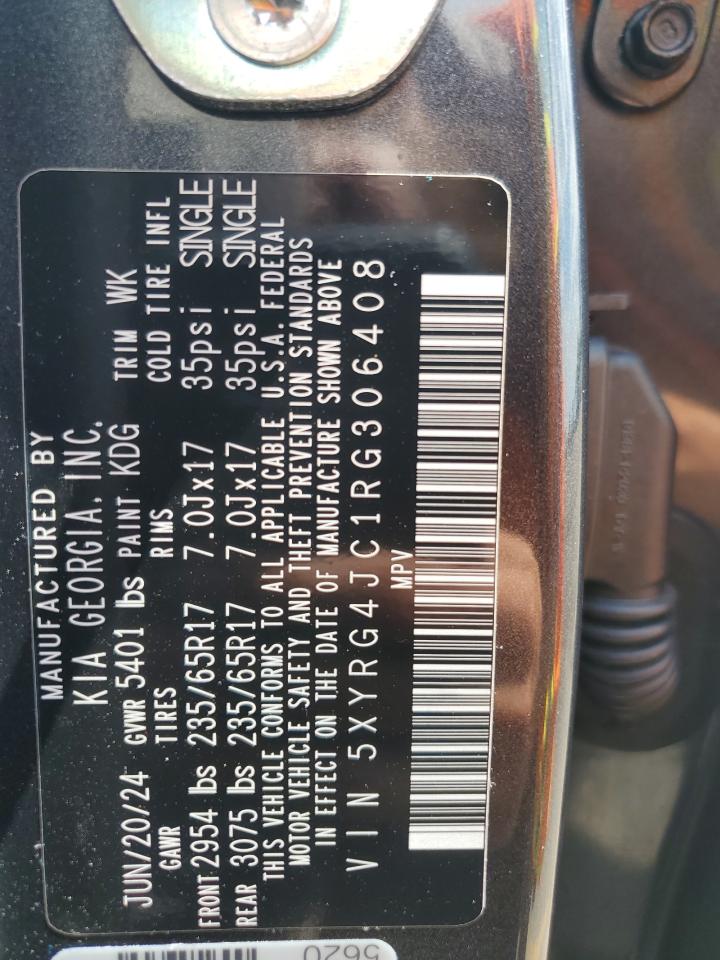 MANUFACTURED BY
KIA GEORGIA, INC.
JUN/20/24 GVWR 5401 lbs PAINT KDG TRIM WK
GAWR TIRES RIMS COLD TIRE INFL
FRONT 2954 lbs 235/65R17 7.0Jx17 35psi SINGLE
REAR 3075 lbs 235/65R17 7.0Jx17 35psi SINGLE
THIS VEHICLE CONFORMS TO ALL APPLICABLE U.S.A. FEDERAL
MOTOR VEHICLE SAFETY AND THEFT PREVENTION STANDARDS
IN EFFECT ON THE DATE OF MANUFACTURE SHOWN ABOVE
VIN 5XYRG4JC1RG306408
MPV
5620